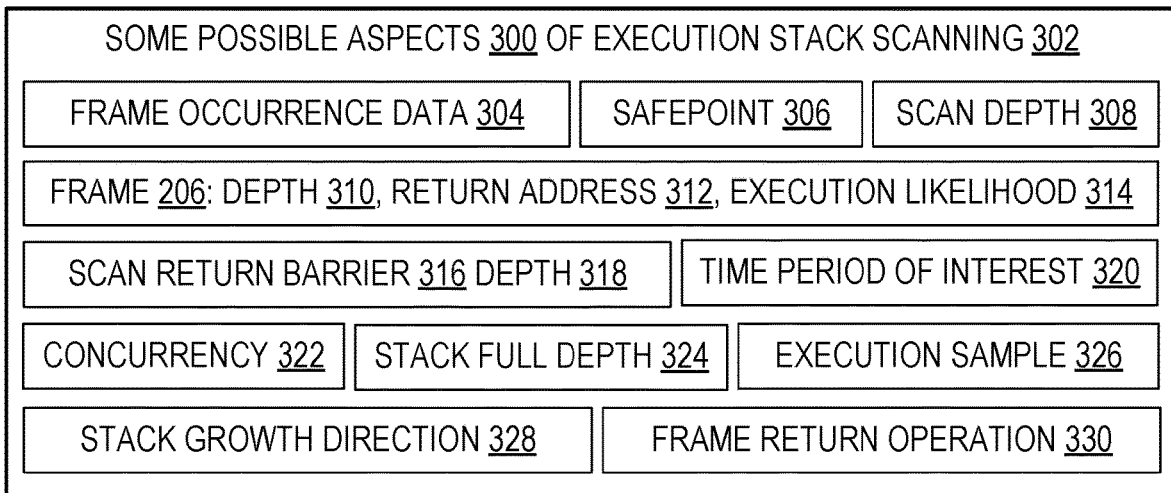 SOME POSSIBLE ASPECTS 300 OF EXECUTION STACK SCANNING 302
FRAME OCCURRENCE DATA 304 SAFEPOINT 306 SCAN DEPTH 308
FRAME 206: DEPTH 310, RETURN ADDRESS 312, EXECUTION LIKELIHOOD 314
SCAN RETURN BARRIER 316 DEPTH 318 TIME PERIOD OF INTEREST 320
CONCURRENCY 322 STACK FULL DEPTH 324 EXECUTION SAMPLE 326
STACK GROWTH DIRECTION 328 FRAME RETURN OPERATION 330